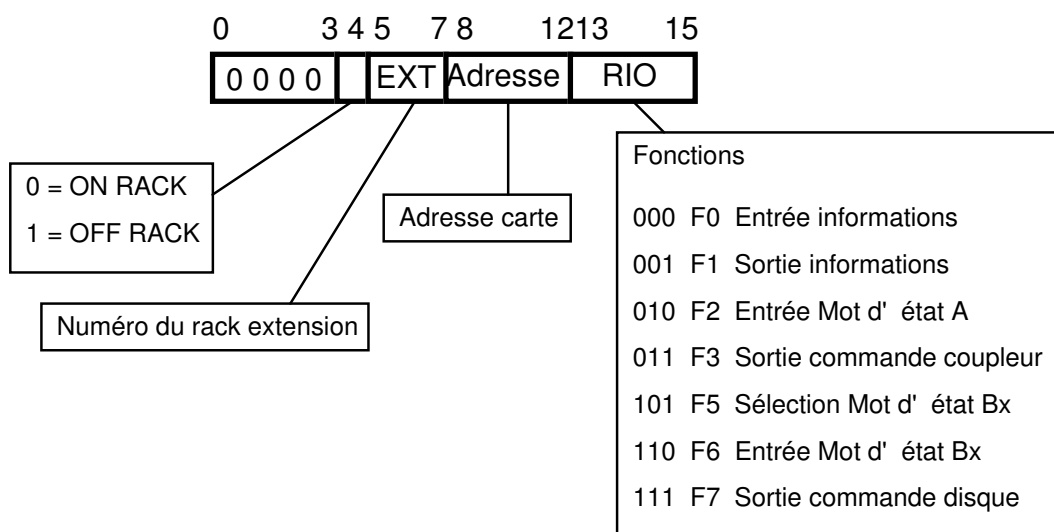 0 3 4 5 7 8 1213 15
0 0 0 0 EXT Adresse RIO
0 = ON RACK
1 = OFF RACK
Numéro du rack extension
Adresse carte
Fonctions
000 F0 Entrée informations
001 F1 Sortie informations
010 F2 Entrée Mot d' état A
011 F3 Sortie commande coupleur
101 F5 Sélection Mot d' état Bx
110 F6 Entrée Mot d' état Bx
111 F7 Sortie commande disque